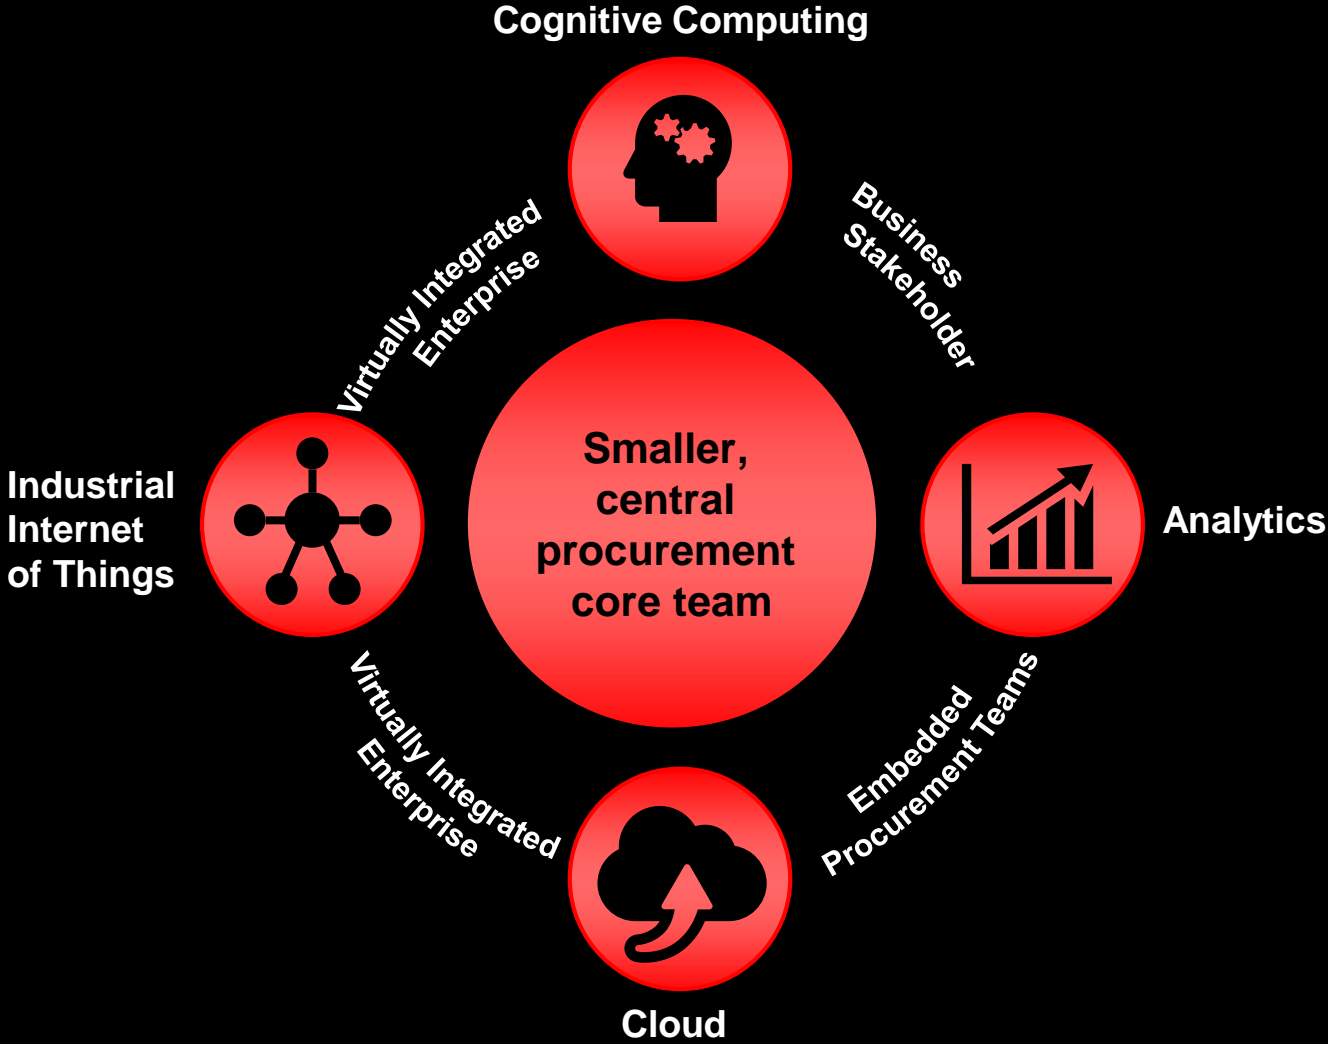 Cognitive Computing
Virtually Integrated
Enterprise
Business
Stakeholder
Smaller,
central
procurement
core team
Industrial
Internet
of Things
Analytics
Virtually Integrated
Enterprise
Embedded
Procurement Teams
Cloud